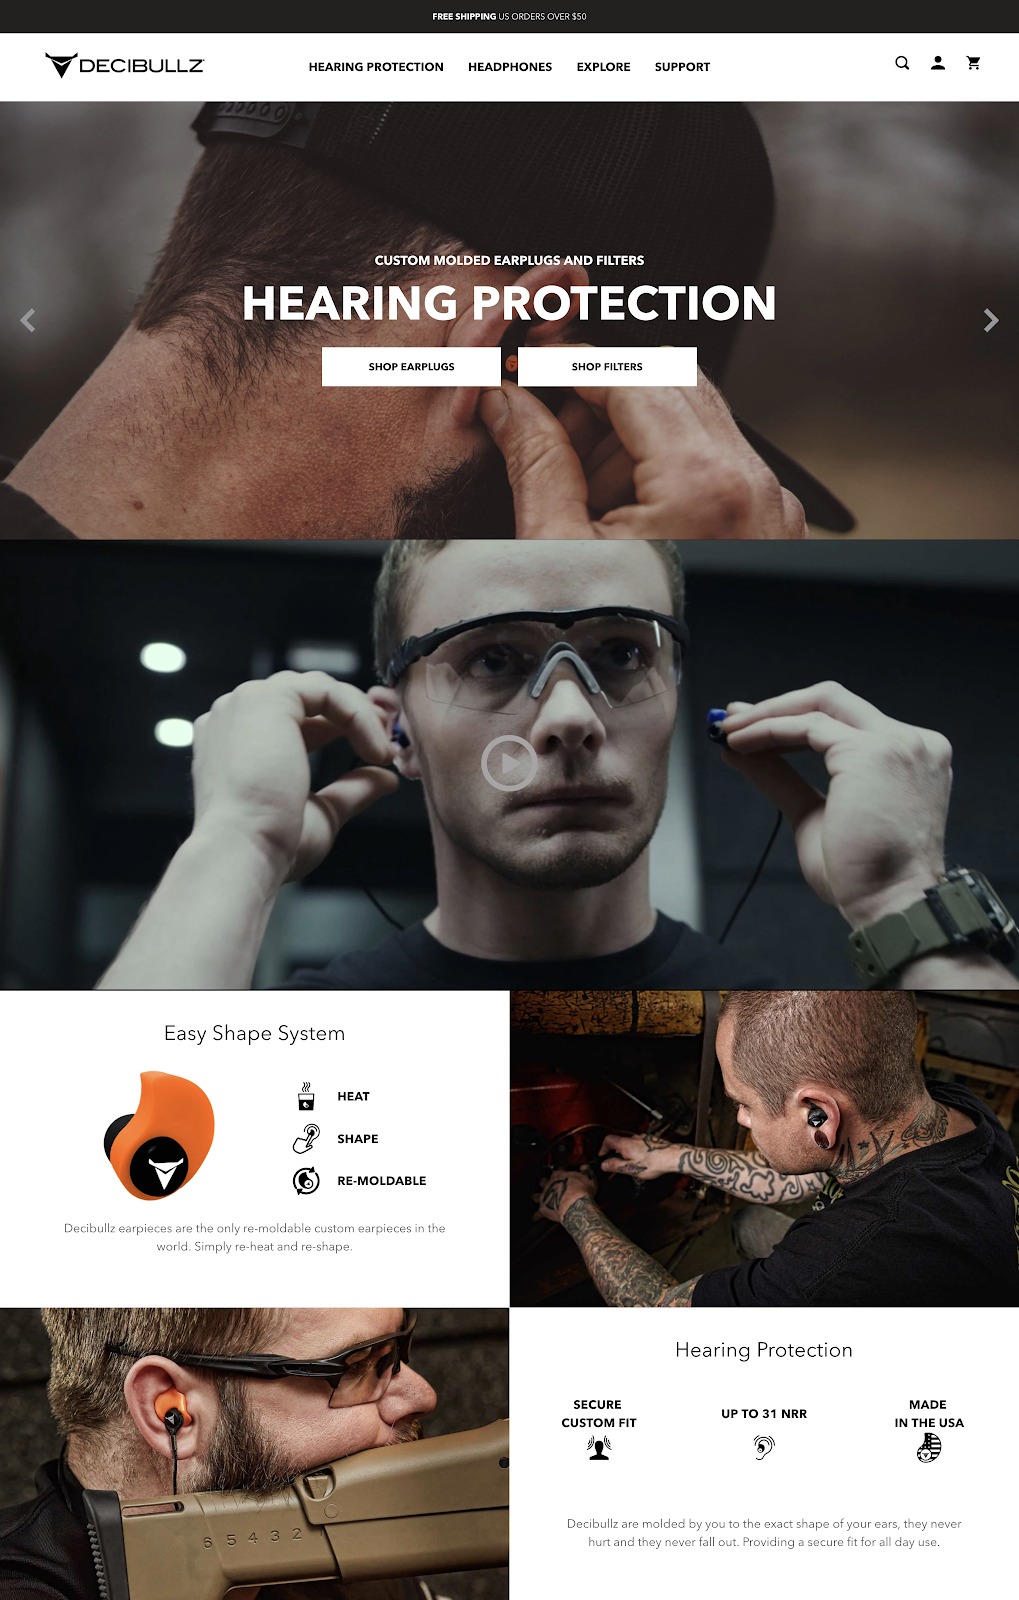 FREE SHIPPING US ORDERS OVER $50
DECIBULLZ
HEARING PROTECTION
HEADPHONES
EXPLORE
SUPPORT
CUSTOM MOLDED EARPLUGS AND FILTERS
HEARING PROTECTION
SHOP EARPLUGS
SHOP FILTERS
Easy Shape System
HEAT
SHAPE
RE-MOLDABLE
Decibullz earpieces are the only re-moldable custom earpieces in the
world. Simply re-heat and re-shape.
6 5 4 3 2
Hearing Protection
SECURE
CUSTOM FIT
UP TO 31 NRR
MADE
IN THE USA
Decibullz are molded by you to the exact shape of your ears, they never
hurt and they never fall out. Providing a secure fit for all day use.